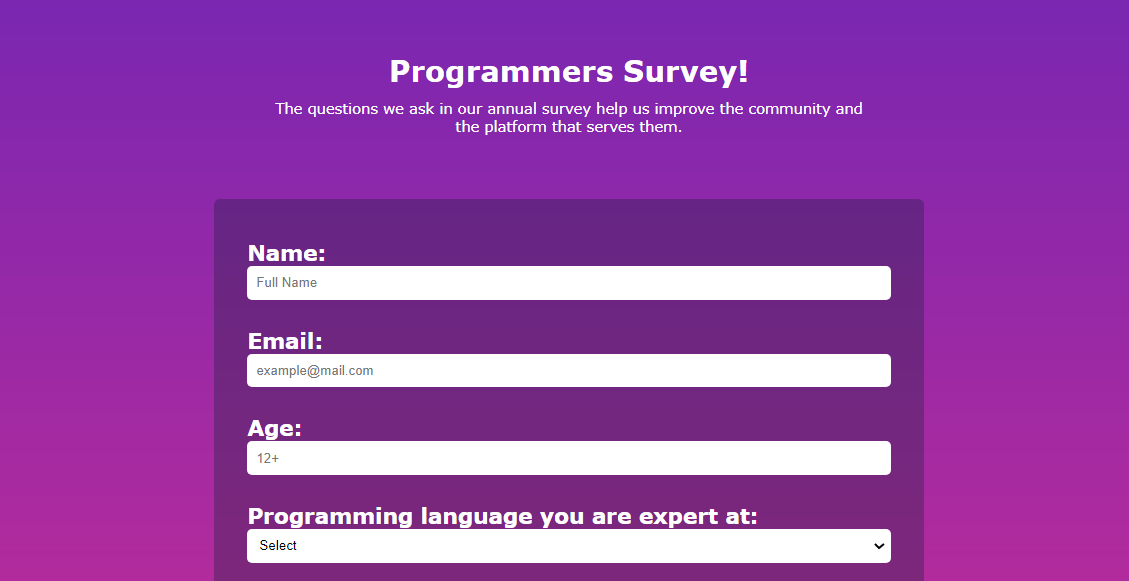 Programmers Survey!
The questions we ask in our annual survey help us improve the community and
the platform that serves them.
Name:
Full Name
Email:
example@mail.com
Age:
12+
Programming language you are expert at:
Select